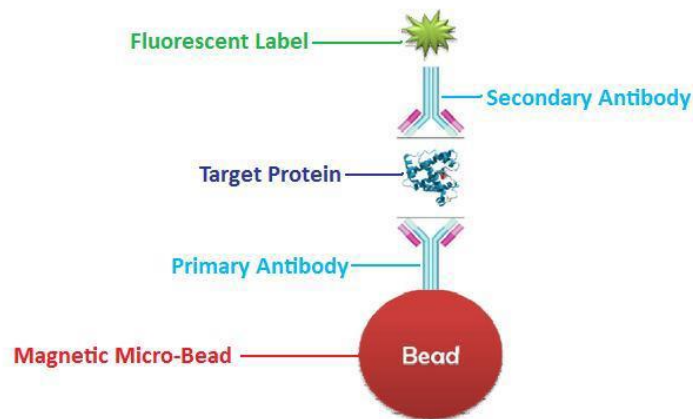 Fluorescent Label
Secondary Antibody
Target Protein
Primary Antibody
Magnetic Micro-Bead
Bead